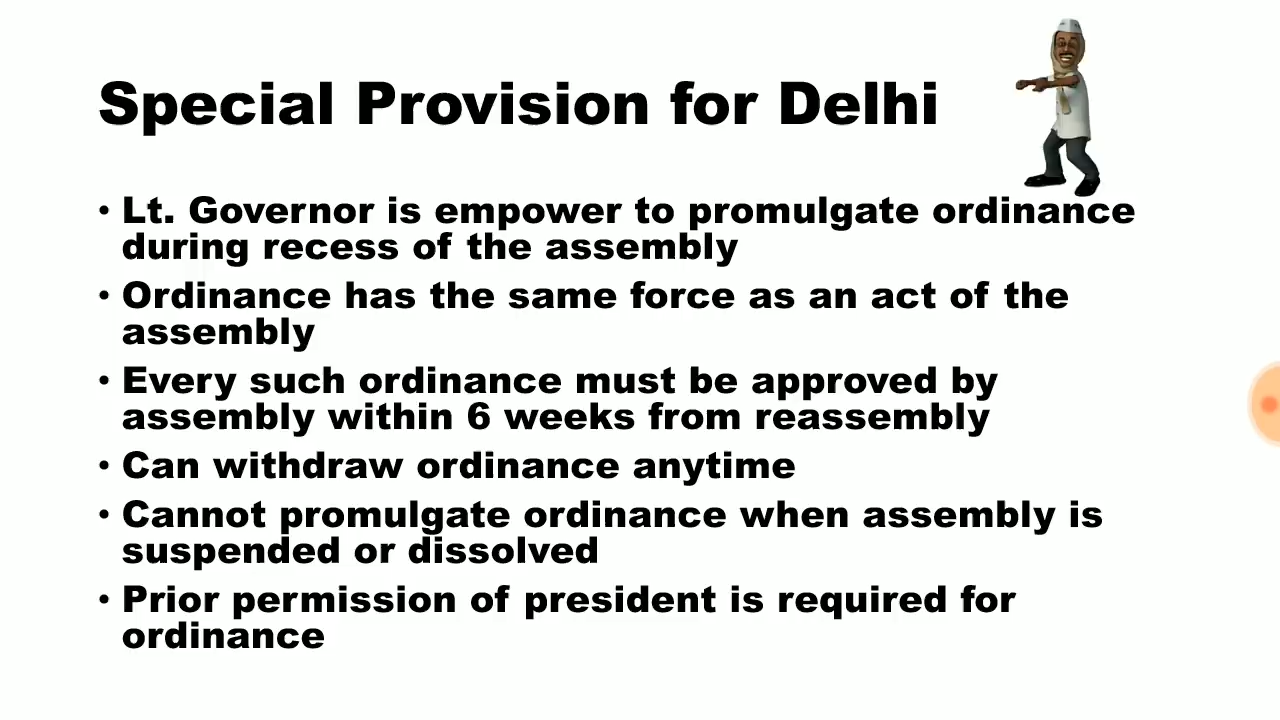 Special Provision for Delhi
• Lt. Governor is empower to promulgate ordinance
during recess of the assembly
• Ordinance has the same force as an act of the
assembly
• Every such ordinance must be approved by
assembly within 6 weeks from reassembly
• Can withdraw ordinance anytime
• Cannot promulgate ordinance when assembly is
suspended or dissolved
• Prior permission of president is required for
ordinance